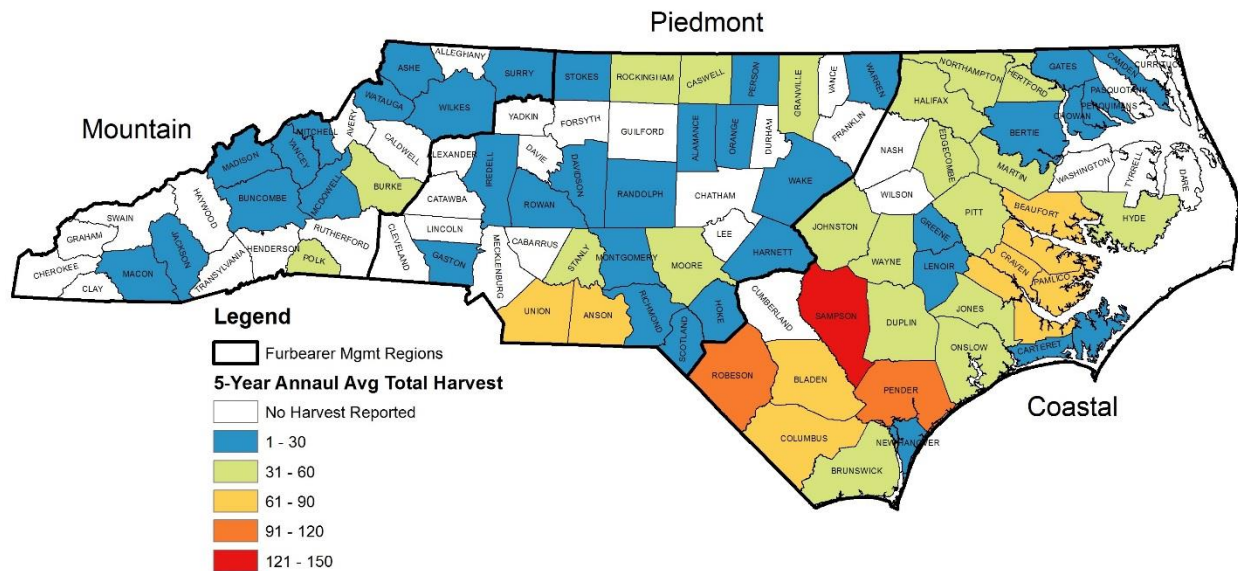 Piedmont
Mountain
Coastal
ALLEGHANY
ASHE
SURRY
STOKES
ROCKINGHAM
CASWELL
PERSON
GRANVILLE
VANCE
WARREN
NORTHAMPTON
HERTFORD
GATES
CAMDEN
CURRITUCK
PASQUOTANK
PERQUIMANS
CHOWAN
WATAUGA
WILKES
YADKIN
FORSYTH
GUILFORD
ALAMANCE
ORANGE
DURHAM
FRANKLIN
HALIFAX
BERTIE
MITCHELL
AVERY
CALDWELL
ALEXANDER
DAVIE
IREDELL
DAVIDSON
RANDOLPH
CHATHAM
WAKE
NASH
EDGECOMBE
MARTIN
WASHINGTON
TYRRELL
DARE
MADISON
YANCEY
MCDOWELL
BURKE
CATAWBA
ROWAN
WILSON
PITT
BEAUFORT
HYDE
HAYWOOD
BUNCOMBE
SWAIN
GRAHAM
JACKSON
HENDERSON
RUTHERFORD
POLK
CLEVELAND
LINCOLN
GASTON
MECKLENBURG
CABARRUS
STANLY
MONTGOMERY
MOORE
LEE
HARNETT
JOHNSTON
WAYNE
GREENE
LENOIR
CRAVEN
PAMLICO
CHEROKEE
CLAY
MACON
TRANSYLVANIA
UNION
ANSON
RICHMOND
SCOTLAND
HOKE
CUMBERLAND
SAMPSON
DUPLIN
JONES
ONSLOW
CARTERET
ROBESON
BLADEN
PENDER
COLUMBUS
NEW HANOVER
BRUNSWICK
Legend
Furbearer Mgmt Regions
5-Year Annaul Avg Total Harvest
No Harvest Reported
1 - 30
31 - 60
61 - 90
91 - 120
121 - 150